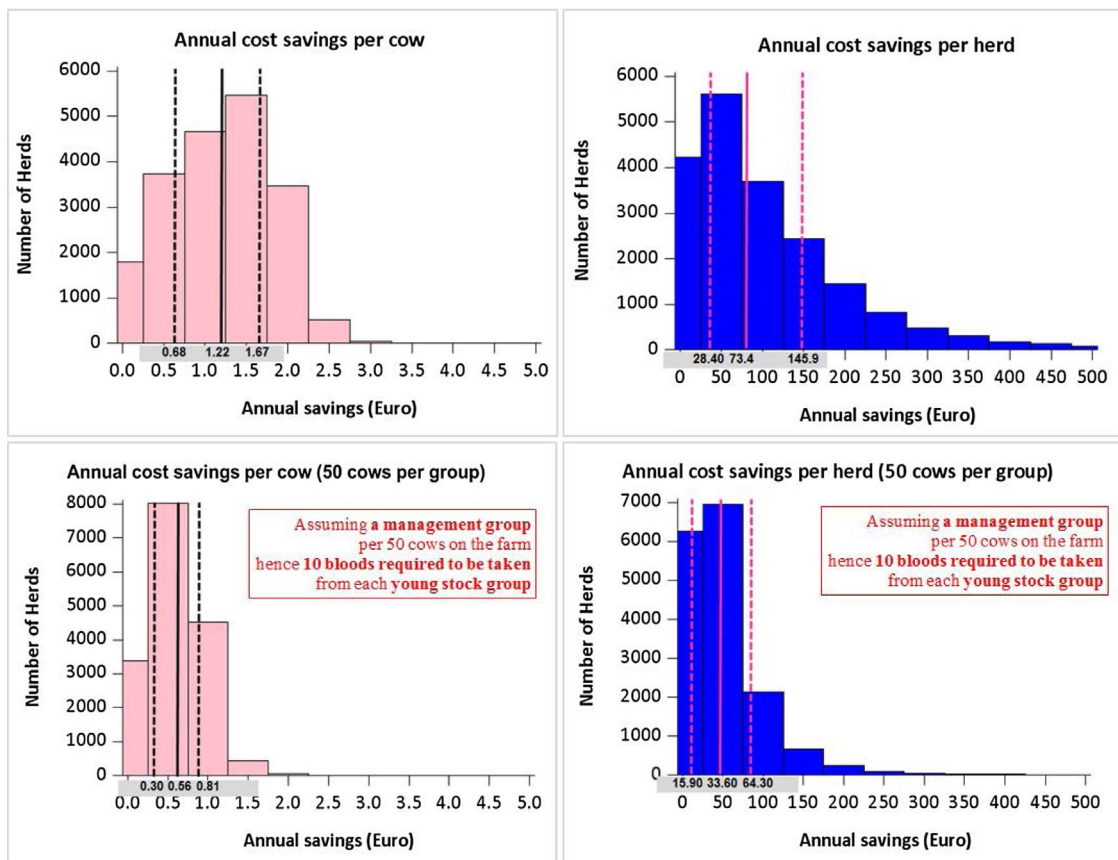 Annual cost savings per cow
6000
5000
4000
3000
2000
1000
0
Number of Herds
0.68 1.22 1.67
0.0 0.5 1.0 1.5 2.0 2.5 3.0 3.5 4.5 5.0
Annual savings (Euro)
Annual cost savings per herd
6000
5000
4000
3000
2000
1000
0
Number of Herds
28.40 73.4 145.9
0 50 100 150 200 250 300 350 400 450 500
Annual savings (Euro)
Annual cost savings per cow (50 cows per group)
8000
7000
6000
5000
4000
3000
2000
1000
0
Number of Herds
Assuming a management group
per 50 cows on the farm
hence 10 bloods required to be taken
from each young stock group
0.30 0.56 0.81
0.0 0.5 1.0 1.5 2.0 2.5 3.0 3.5 4.5 5.0
Annual savings (Euro)
Annual cost savings per herd (50 cows per group)
7000
6000
5000
4000
3000
2000
1000
0
Number of Herds
Assuming a management group
per 50 cows on the farm
hence 10 bloods required to be taken
from each young stock group
15.90 33.60 64.30
0 50 100 150 200 250 300 350 400 450 500
Annual savings (Euro)